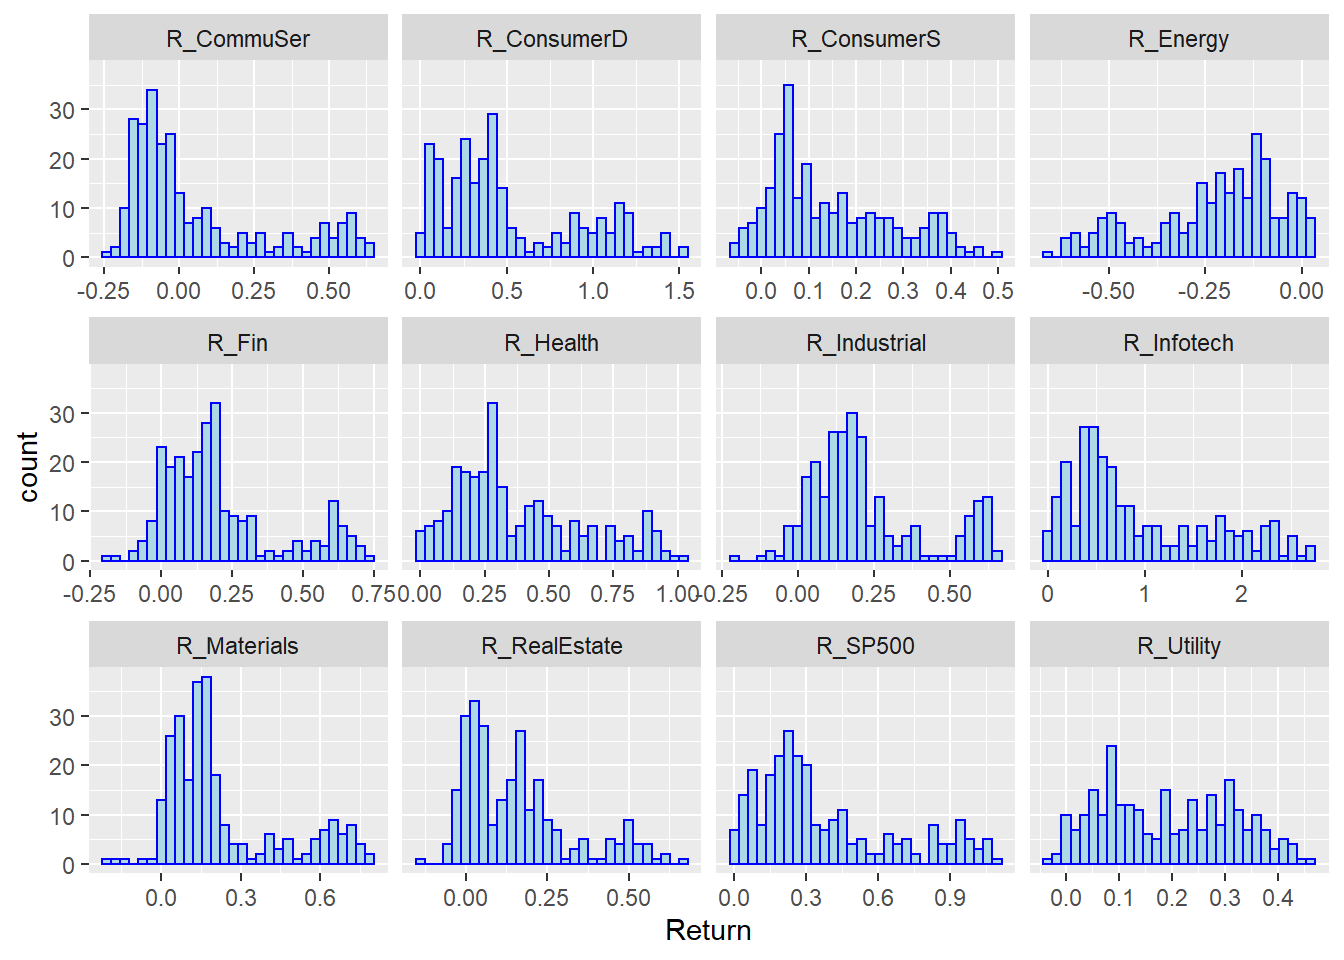 R_CommuSer R_ConsumerD R_ConsumerS R_Energy
30
20
10
0
-0.25 0.00 0.25 0.50 0.0 0.5 1.0 1.5 0.0 0.1 0.2 0.3 0.4 0.5 -0.50 -0.25 0.00
R_Fin R_Health R_Industrial R_Infotech
30
20
10
0
-0.25 0.00 0.25 0.50 0.75 0.00 0.25 0.50 0.75 1.00 -0.25 0.00 0.25 0.50 0 1 2
R_Materials R_RealEstate R_SP500 R_Utility
30
20
10
0
0.0 0.3 0.6 0.00 0.25 0.50 0.0 0.3 0.6 0.9 0.0 0.1 0.2 0.3 0.4
count
Return